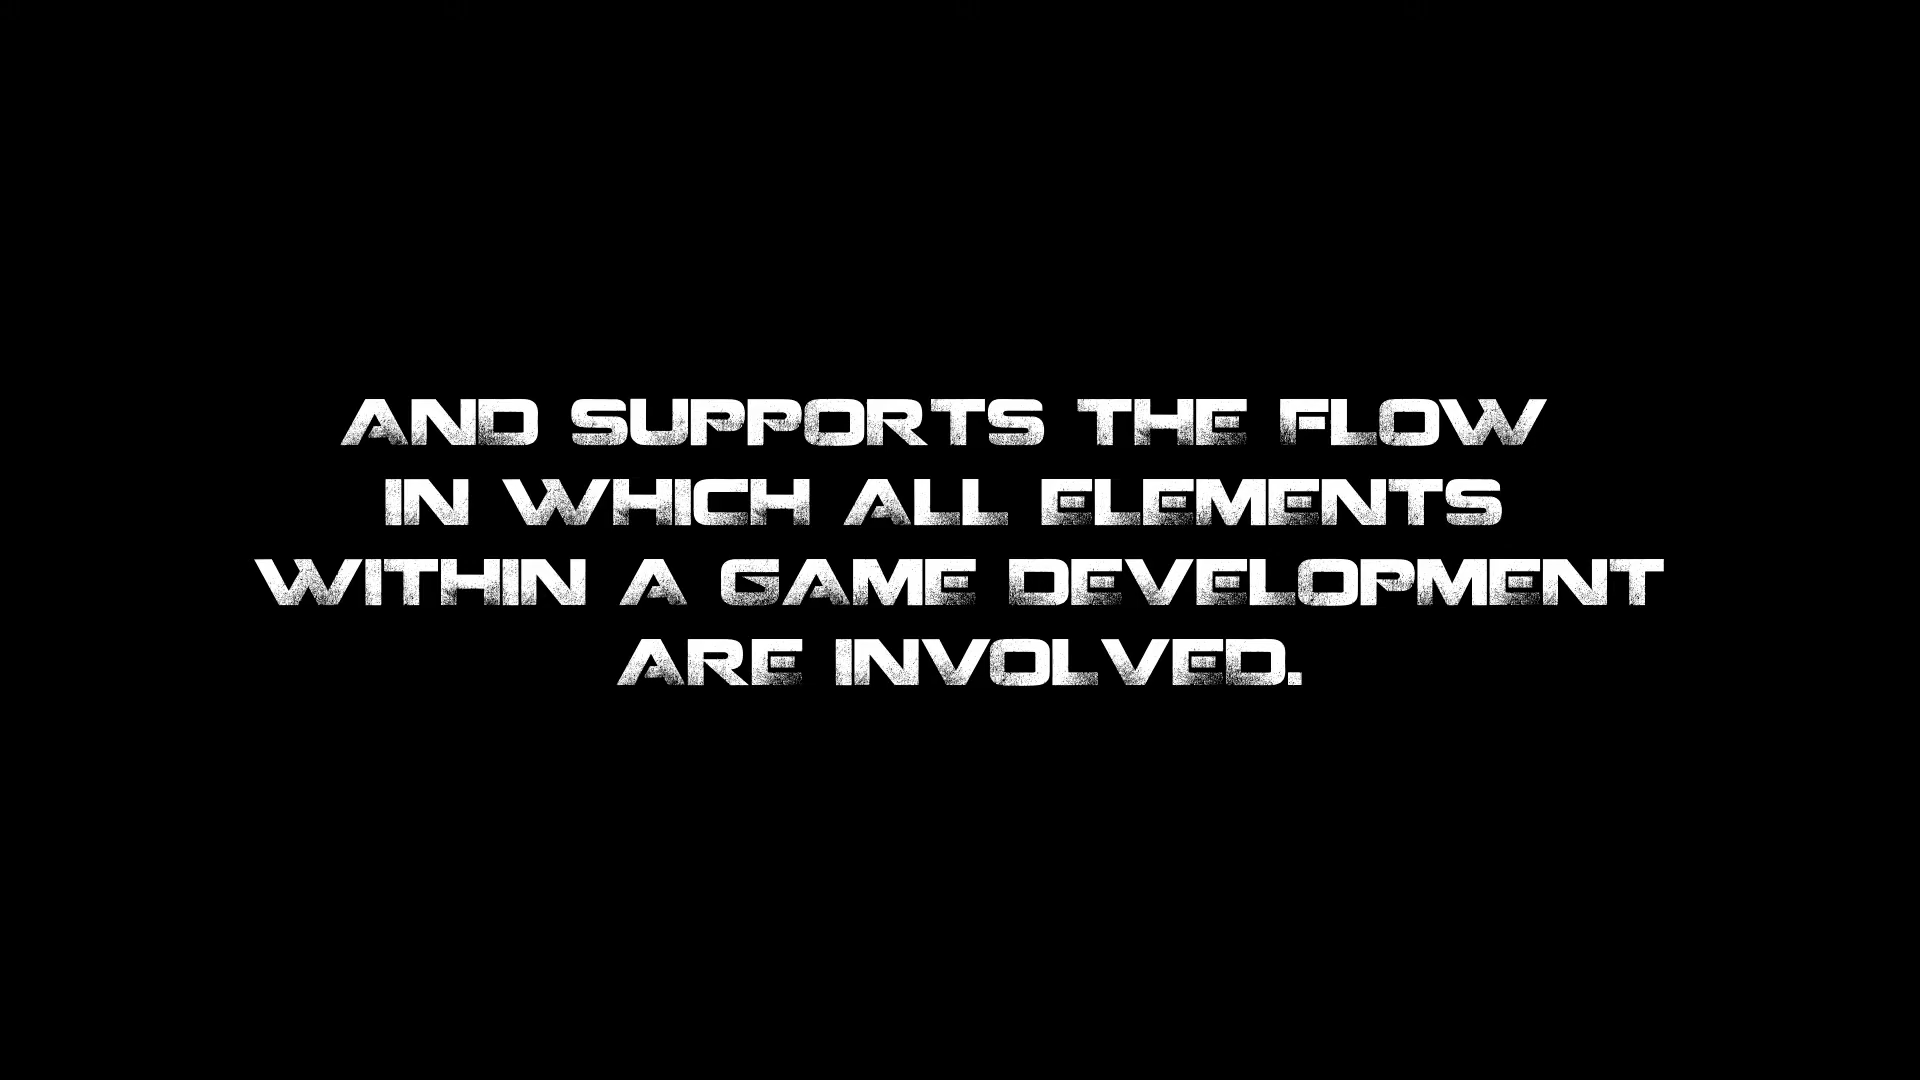 AND SUPPORTS THE FLOW
IN WHICH ALL ELEMENTS
WITHIN A GAME DEVELOPMENT
ARE INVOLVED.